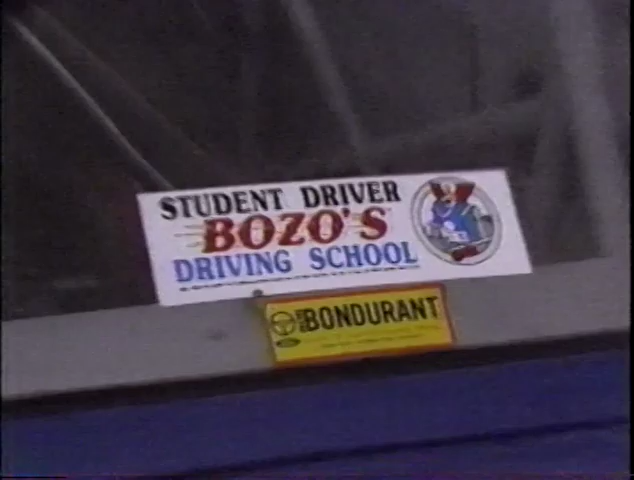 STUDENT DRIVER
BOZO'S
DRIVING SCHOOL
BONDURANT